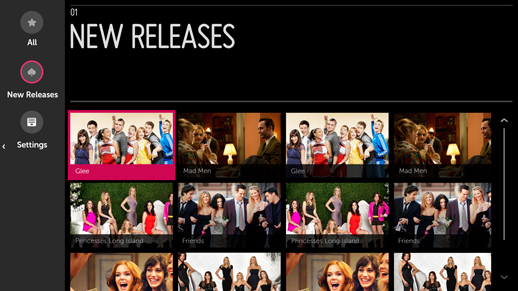 01
NEW RELEASES
All
New Releases
Settings
Glee
Mad Men
Glee
Mad Men
Princesses Long Island
Friends
Princesses Long Island
Friends